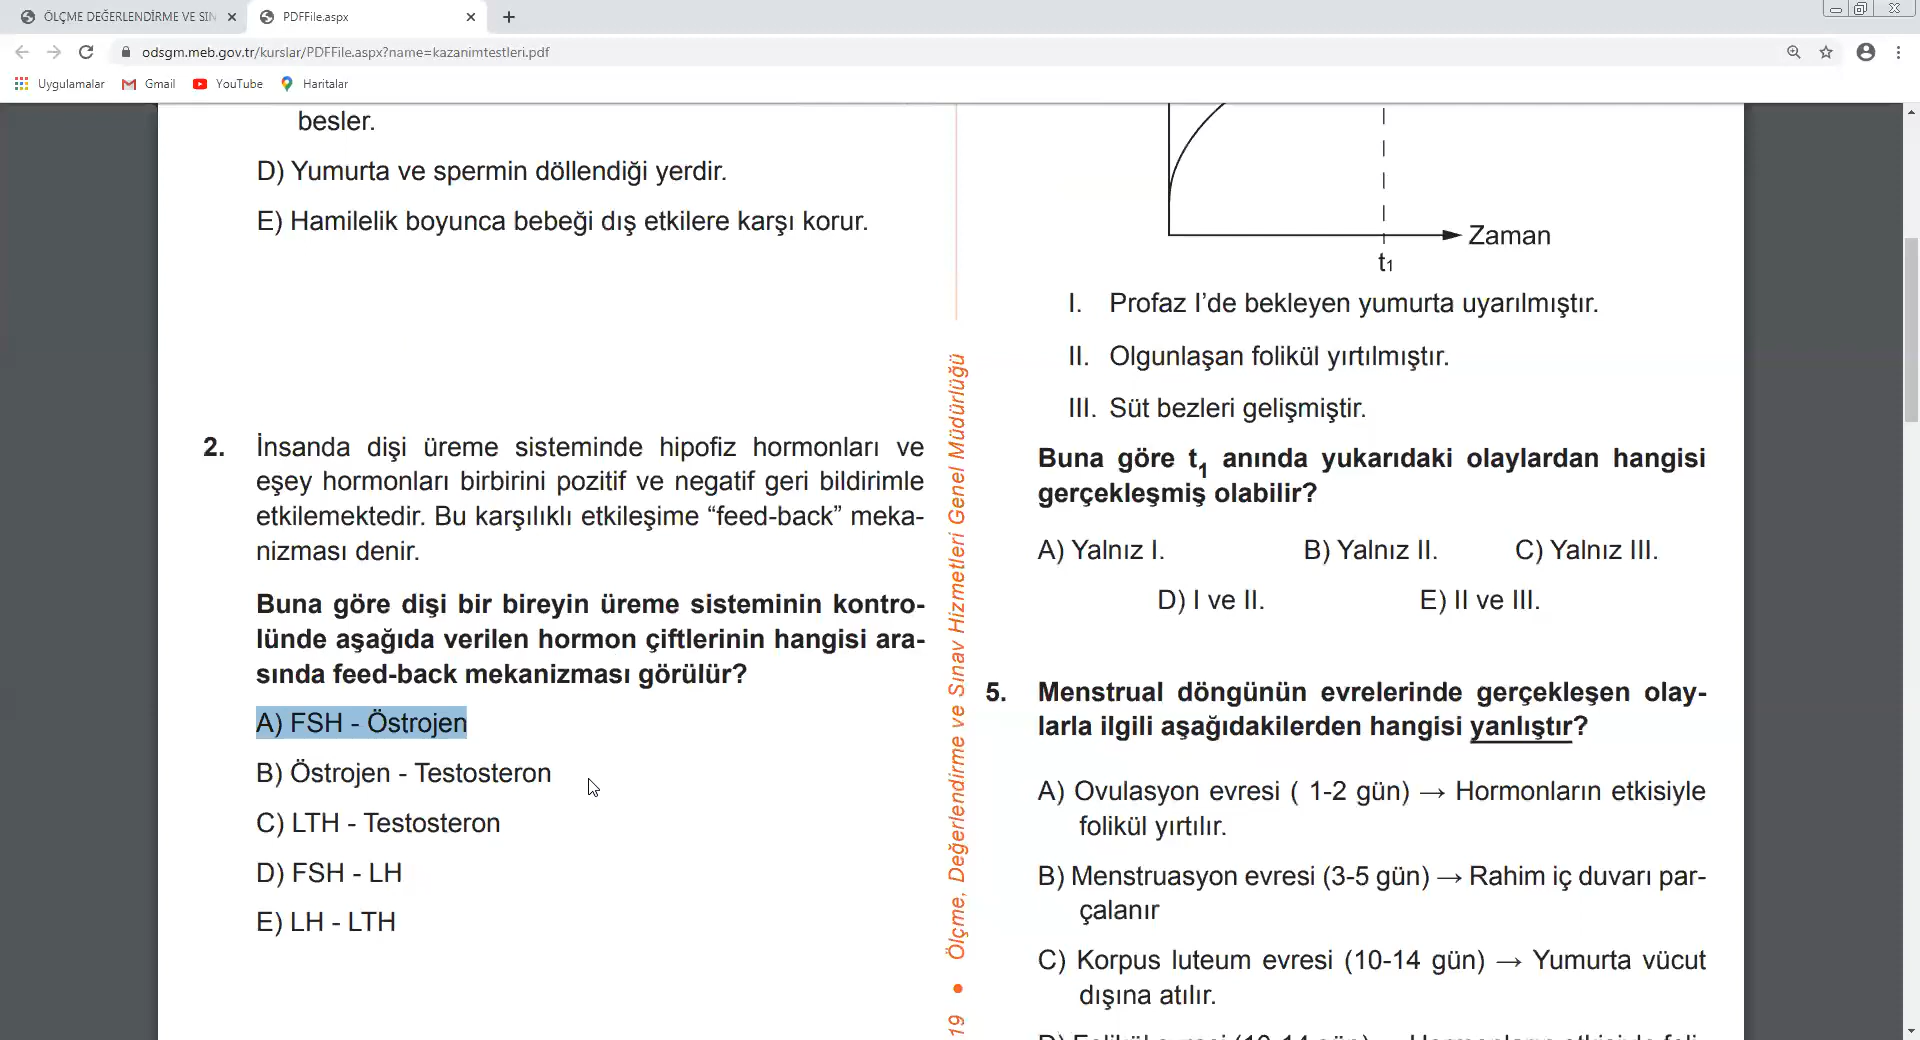 ÖLÇME DEĞERLENDİRME VE SIN
PDFFile.aspx
odsgm.meb.gov.tr/kurslar/PDFFile.aspx?name=kazanimtestleri.pdf
Uygulamalar
Gmail
YouTube
Haritalar
besler.
D) Yumurta ve spermin döllendiği yerdir.
E) Hamilelik boyunca bebeği dış etkilere karşı korur.
2. İnsanda dişi üreme sisteminde hipofiz hormonları ve
eşey hormonları birbirini pozitif ve negatif geri bildirimle
etkilemektedir. Bu karşılıklı etkileşime “feed-back” meka-
nizması denir.
Buna göre dişi bir bireyin üreme sisteminin kontro-
lünde aşağıda verilen hormon çiftlerinin hangisi ara-
sında feed-back mekanizması görülür?
A) FSH - Östrojen
B) Östrojen - Testosteron
C) LTH - Testosteron
D) FSH - LH
E) LH - LTH
19 • Ölçme, Değerlendirme ve Sınav Hizmetleri Genel Müdürlüğü
Zaman
t1
I. Profaz I’de bekleyen yumurta uyarılmıştır.
II. Olgunlaşan folikül yırtılmıştır.
III. Süt bezleri gelişmiştir.
Buna göre t1 anında yukarıdaki olaylardan hangisi
gerçekleşmiş olabilir?
A) Yalnız I. B) Yalnız II. C) Yalnız III.
D) I ve II. E) II ve III.
5. Menstrual döngünün evrelerinde gerçekleşen olay-
larla ilgili aşağıdakilerden hangisi yanlıştır?
A) Ovulasyon evresi ( 1-2 gün) → Hormonların etkisiyle
folikül yırtılır.
B) Menstruasyon evresi (3-5 gün) → Rahim iç duvarı par-
çalanır
C) Korpus luteum evresi (10-14 gün) → Yumurta vücut
dışına atılır.